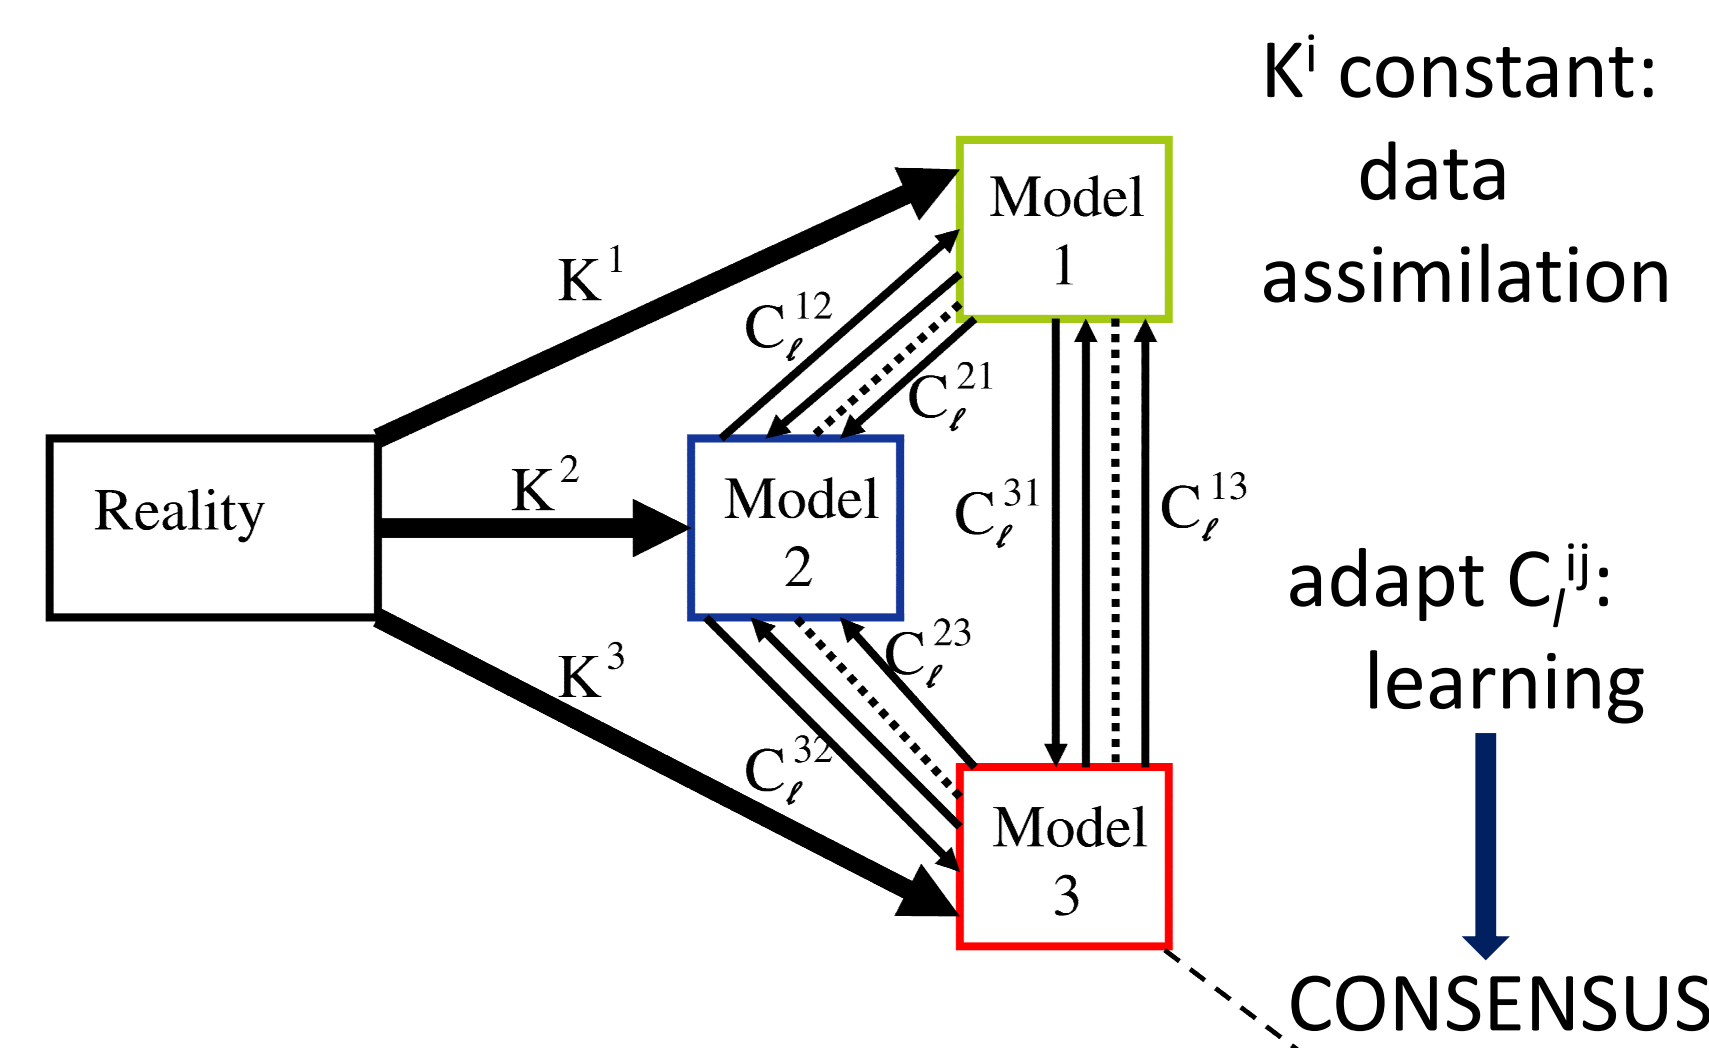 Kⁱ constant:
data
assimilation
Model
1
K¹
C_ℓ¹²
C_ℓ²¹
Reality
K²
Model
2
C_ℓ³¹
C_ℓ¹³
adapt C_l^ij:
learning
K³
C_ℓ²³
C_ℓ³²
Model
3
CONSENSUS